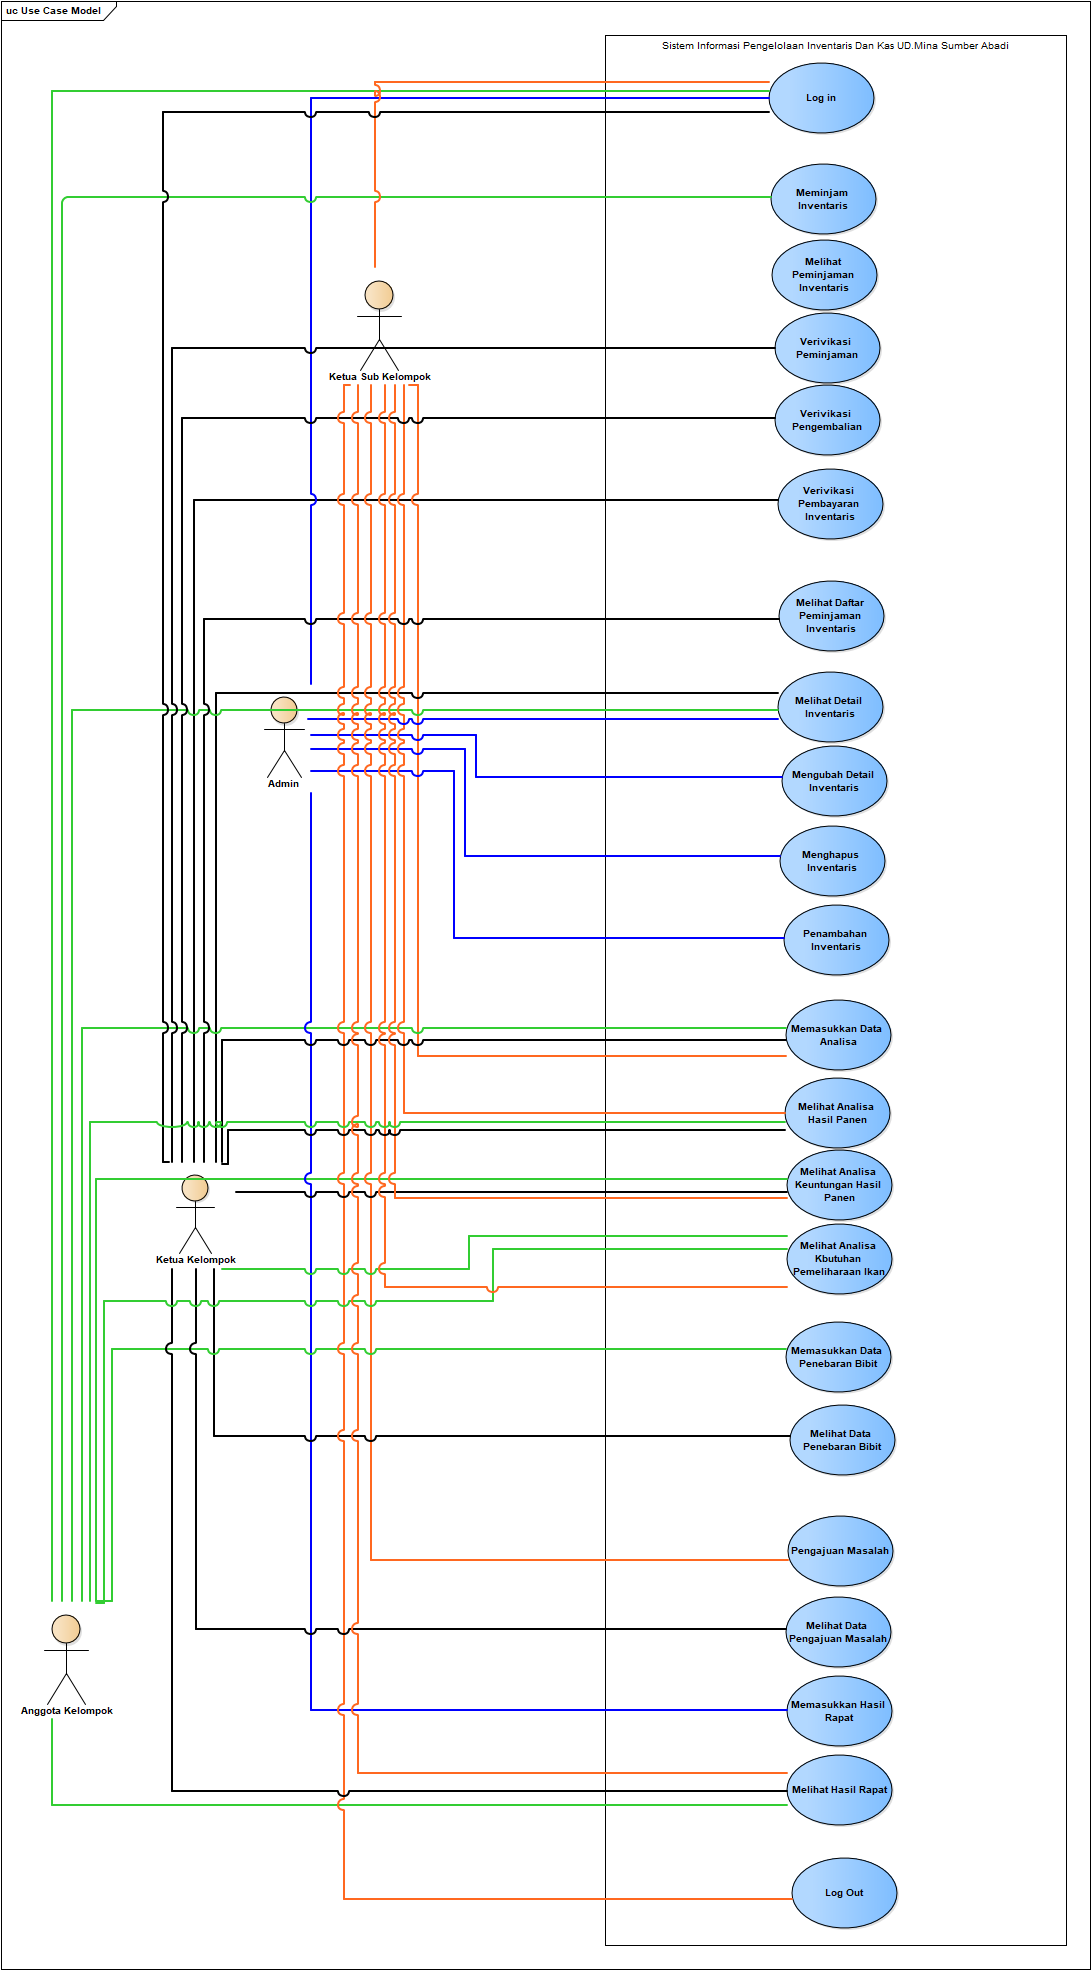 uc Use Case Model
Sistem Informasi Pengelolaan Inventaris Dan Kas UD.Mina Sumber Abadi
Log in
Meminjam
Inventaris
Melihat
Peminjaman
Inventaris
Verivikasi
Peminjaman
Ketua Sub Kelompok
Verivikasi
Pengembalian
Verivikasi
Pembayaran
Inventaris
Melihat Daftar
Peminjaman
Inventaris
Melihat Detail
Inventaris
Admin
Mengubah Detail
Inventaris
Menghapus
Inventaris
Penambahan
Inventaris
Memasukkan Data
Analisa
Melihat Analisa
Hasil Panen
Melihat Analisa
Keuntungan Hasil
Panen
Ketua Kelompok
Melihat Analisa
Kbutuhan
Pemeliharaan Ikan
Memasukkan Data
Penebaran Bibit
Melihat Data
Penebaran Bibit
Pengajuan Masalah
Melihat Data
Pengajuan Masalah
Anggota Kelompok
Memasukkan Hasil
Rapat
Melihat Hasil Rapat
Log Out